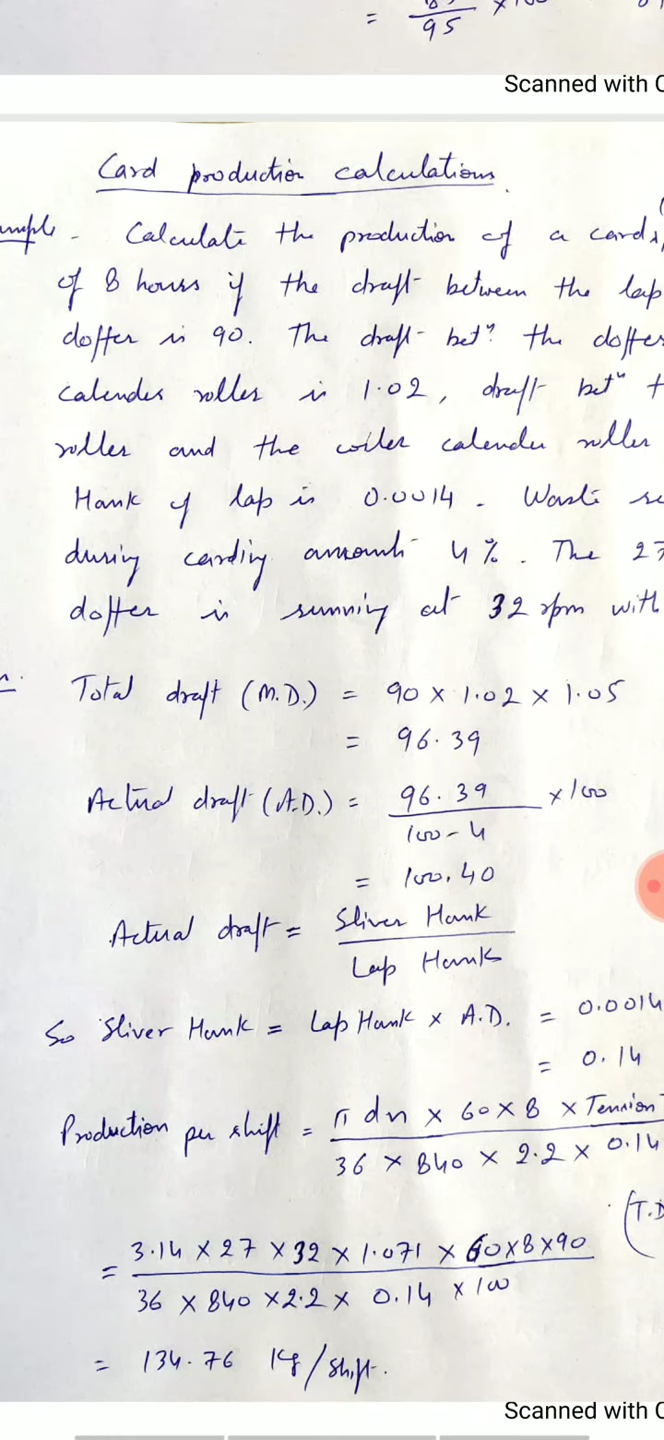 = 95 ×
Scanned with
Card production calculations.
Calculate the production of a card
of 8 hours if the draft between the lap
doffer is 90. The draft betn the doffer
calender roller is 1.02, draft betn
roller and the coiler calender roller
Hank of lap is 0.0014. Waste
during carding amounts 4%. The 27
doffer is running at 32 rpm with
Total draft (M.D.) = 90 × 1.02 × 1.05
= 96.39
Actual draft (A.D.) = 96.39 / 100-4 × 100
= 100.40
Actual draft = Sliver Hank / Lap Hank
So Sliver Hank = Lap Hank × A.D. = 0.0014
= 0.14
Production per shift = π dn × 60 × 8 × Tension / 36 × 840 × 2.2 × 0.14
(T.D
= 3.14 × 27 × 32 × 1.071 × 60×8×90 / 36 × 840 × 2.2 × 0.14 × 100
= 134.76 Kg/shift.
Scanned with